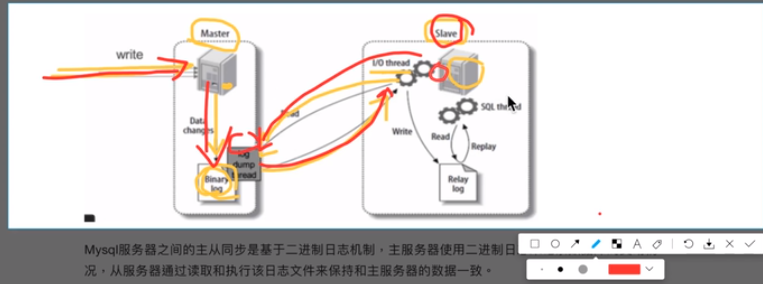 Master
Slave
write
I/O thread
Data
changes
dump
Binary
log
Write
Read
Replay
SQL
Relay
log
Mysql服务器之间的主从同步是基于二进制日志机制，主服务器使用二进制日
况，从服务器通过读取和执行该日志文件来保持和主服务器的数据一致。
A